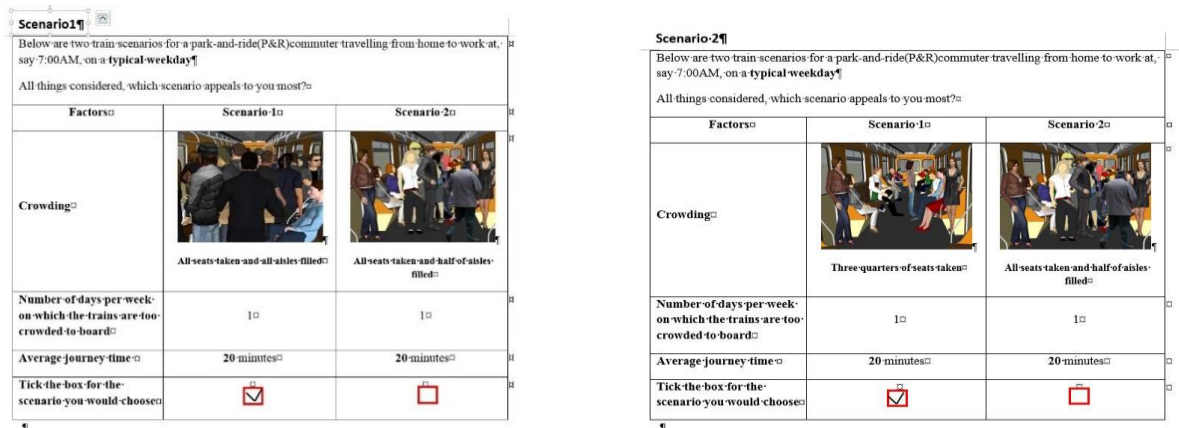 Scenario1¶
Below·are·two·train·scenarios·for·a·park-and-ride(P&R)commuter·travelling·from·home·to·work·at,·
say·7:00AM,·on·a·typical·weekday¶
All·things·considered,·which·scenario·appeals·to·you·most?¤
Factors¤ Scenario·1¤ Scenario·2¤
Crowding¤
All·seats·taken·and·all·aisles·filled¤ All·seats·taken·and·half·of·aisles·
filled¤
Number·of·days·per·week·
on·which·the·trains·are·too·
crowded·to·board¤
1¤ 1¤
Average·journey·time·¤ 20·minutes¤ 20·minutes¤
Tick·the·box·for·the·
scenario·you·would·choose¤
Scenario·2¶
Below·are·two·train·scenarios·for·a·park-and-ride(P&R)commuter·travelling·from·home·to·work·at,·
say·7:00AM,·on·a·typical·weekday¶
All·things·considered,·which·scenario·appeals·to·you·most?¤
Factors¤ Scenario·1¤ Scenario·2¤
Crowding¤
Three·quarters·of·seats·taken¤ All·seats·taken·and·half·of·aisles·
filled¤
Number·of·days·per·week·
on·which·the·trains·are·too·
crowded·to·board¤
1¤ 1¤
Average·journey·time·¤ 20·minutes¤ 20·minutes¤
Tick·the·box·for·the·
scenario·you·would·choose¤